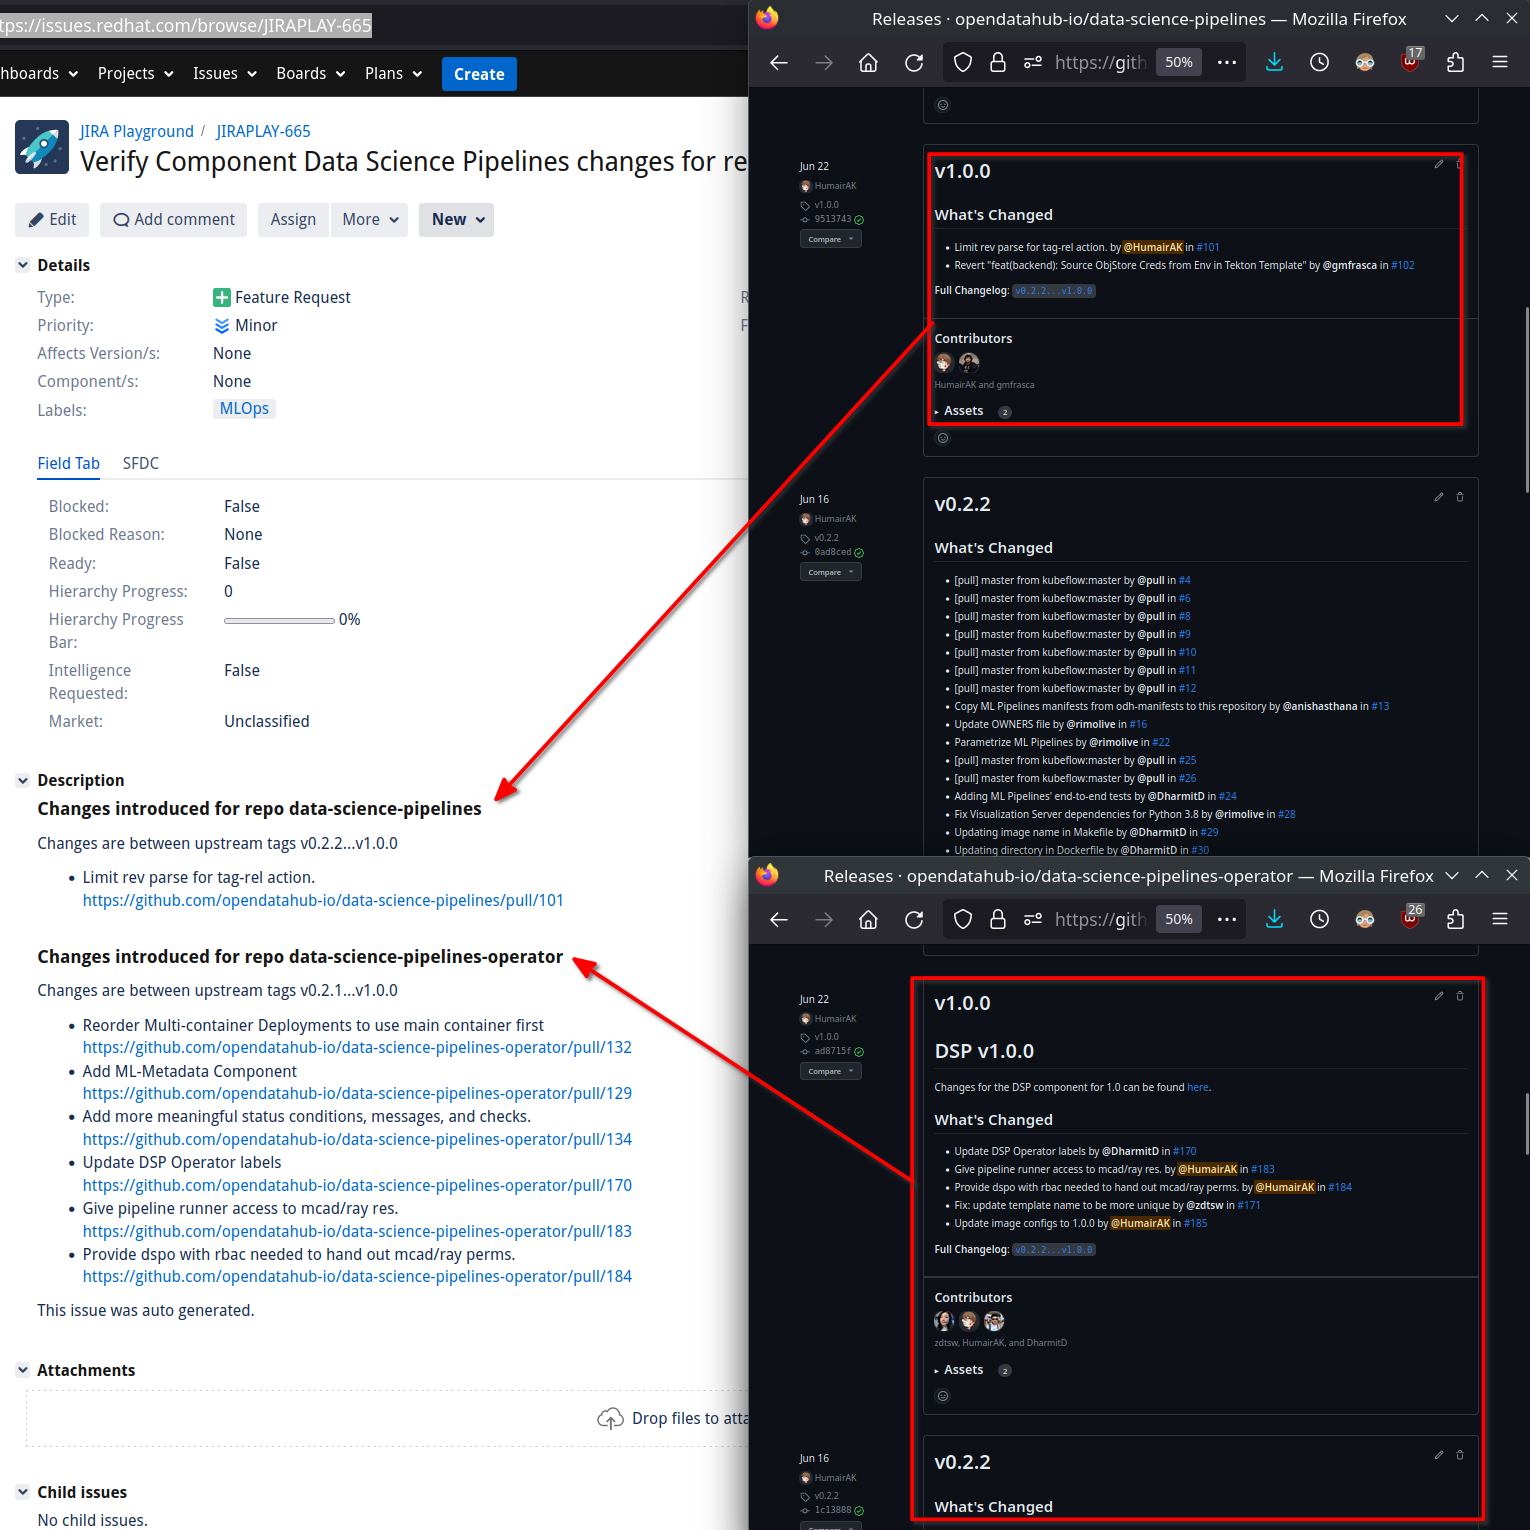 tps://issues.redhat.com/browse/JIRAPLAY-665
hboards Projects Issues Boards Plans Create
JIRA Playground / JIRAPLAY-665
Verify Component Data Science Pipelines changes for re
Edit Add comment Assign More New
Details
Type: Feature Request R
Priority: Minor F
Affects Version/s: None
Component/s: None
Labels: MLOps
Field Tab SFDC
Blocked: False
Blocked Reason: None
Ready: False
Hierarchy Progress: 0
Hierarchy Progress Bar: 0%
Intelligence Requested: False
Market: Unclassified
Description
Changes introduced for repo data-science-pipelines
Changes are between upstream tags v0.2.2...v1.0.0
• Limit rev parse for tag-rel action.
https://github.com/opendatahub-io/data-science-pipelines/pull/101
Changes introduced for repo data-science-pipelines-operator
Changes are between upstream tags v0.2.1...v1.0.0
• Reorder Multi-container Deployments to use main container first
https://github.com/opendatahub-io/data-science-pipelines-operator/pull/132
• Add ML-Metadata Component
https://github.com/opendatahub-io/data-science-pipelines-operator/pull/129
• Add more meaningful status conditions, messages, and checks.
https://github.com/opendatahub-io/data-science-pipelines-operator/pull/134
• Update DSP Operator labels
https://github.com/opendatahub-io/data-science-pipelines-operator/pull/170
• Give pipeline runner access to mcad/ray res.
https://github.com/opendatahub-io/data-science-pipelines-operator/pull/183
• Provide dspo with rbac needed to hand out mcad/ray perms.
https://github.com/opendatahub-io/data-science-pipelines-operator/pull/184
This issue was auto generated.
Attachments
Drop files to atta
Child issues
No child issues.
Releases · opendatahub-io/data-science-pipelines — Mozilla Firefox
https://gith 50% 17
Jun 22
HumairAK
v1.0.0
9513743
Compare
v1.0.0
What's Changed
• Limit rev parse for tag-rel action. by @HumairAK in #101
• Revert "feat(backend): Source ObjStore Creds from Env in Tekton Template" by @gmfrasca in #102
Full Changelog: v0.2.2...v1.0.0
Contributors
HumairAK and gmfrasca
Assets 2
Jun 16
HumairAK
v0.2.2
0ad8ced
Compare
v0.2.2
What's Changed
• [pull] master from kubeflow:master by @pull in #4
• [pull] master from kubeflow:master by @pull in #6
• [pull] master from kubeflow:master by @pull in #8
• [pull] master from kubeflow:master by @pull in #9
• [pull] master from kubeflow:master by @pull in #10
• [pull] master from kubeflow:master by @pull in #11
• [pull] master from kubeflow:master by @pull in #12
• Copy ML Pipelines manifests from odh-manifests to this repository by @anishasthana in #13
• Update OWNERS file by @rimolive in #16
• Parametrize ML Pipelines by @rimolive in #22
• [pull] master from kubeflow:master by @pull in #25
• [pull] master from kubeflow:master by @pull in #26
• Adding ML Pipelines' end-to-end tests by @DharmitD in #24
• Fix Visualization Server dependencies for Python 3.8 by @rimolive in #28
• Updating image name in Makefile by @DharmitD in #29
• Updating directory in Dockerfile by @DharmitD in #30
Releases · opendatahub-io/data-science-pipelines-operator — Mozilla Firefox
https://gith 50% 26
Jun 22
HumairAK
v1.0.0
ad8715f
Compare
v1.0.0
DSP v1.0.0
Changes for the DSP component for 1.0 can be found here.
What's Changed
• Update DSP Operator labels by @DharmitD in #170
• Give pipeline runner access to mcad/ray res. by @HumairAK in #183
• Provide dspo with rbac needed to hand out mcad/ray perms. by @HumairAK in #184
• Fix: update template name to be more unique by @zdtsw in #171
• Update image configs to 1.0.0 by @HumairAK in #185
Full Changelog: v0.2.2...v1.0.0
Contributors
zdtsw, HumairAK, and DharmitD
Assets 2
Jun 16
HumairAK
v0.2.2
1c13888
Compare
v0.2.2
What's Changed